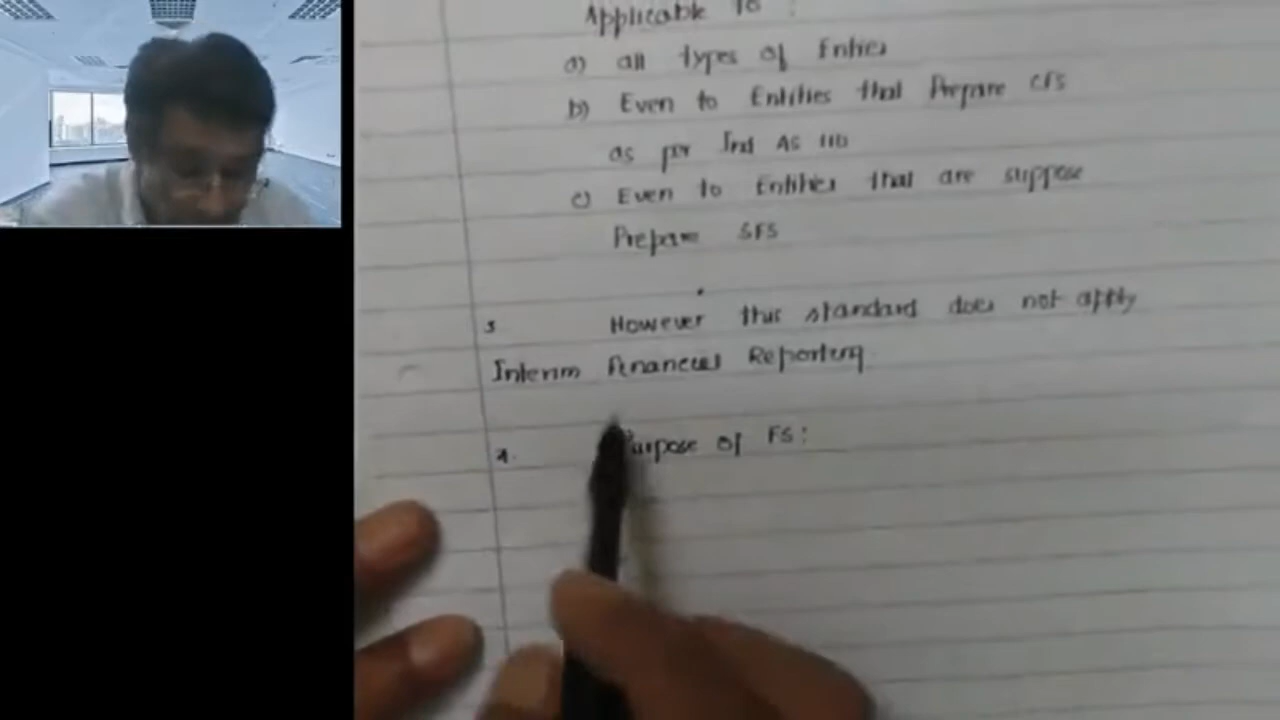 Applicable To :
a) all types of Enties
b) Even to Entities that Prepare CFS
as per Ind AS 110
c) Even to Entities that are suppose
Prepare SFS
3 However this standard does not apply
Interim Financial Reporting
4. Purpose of FS: